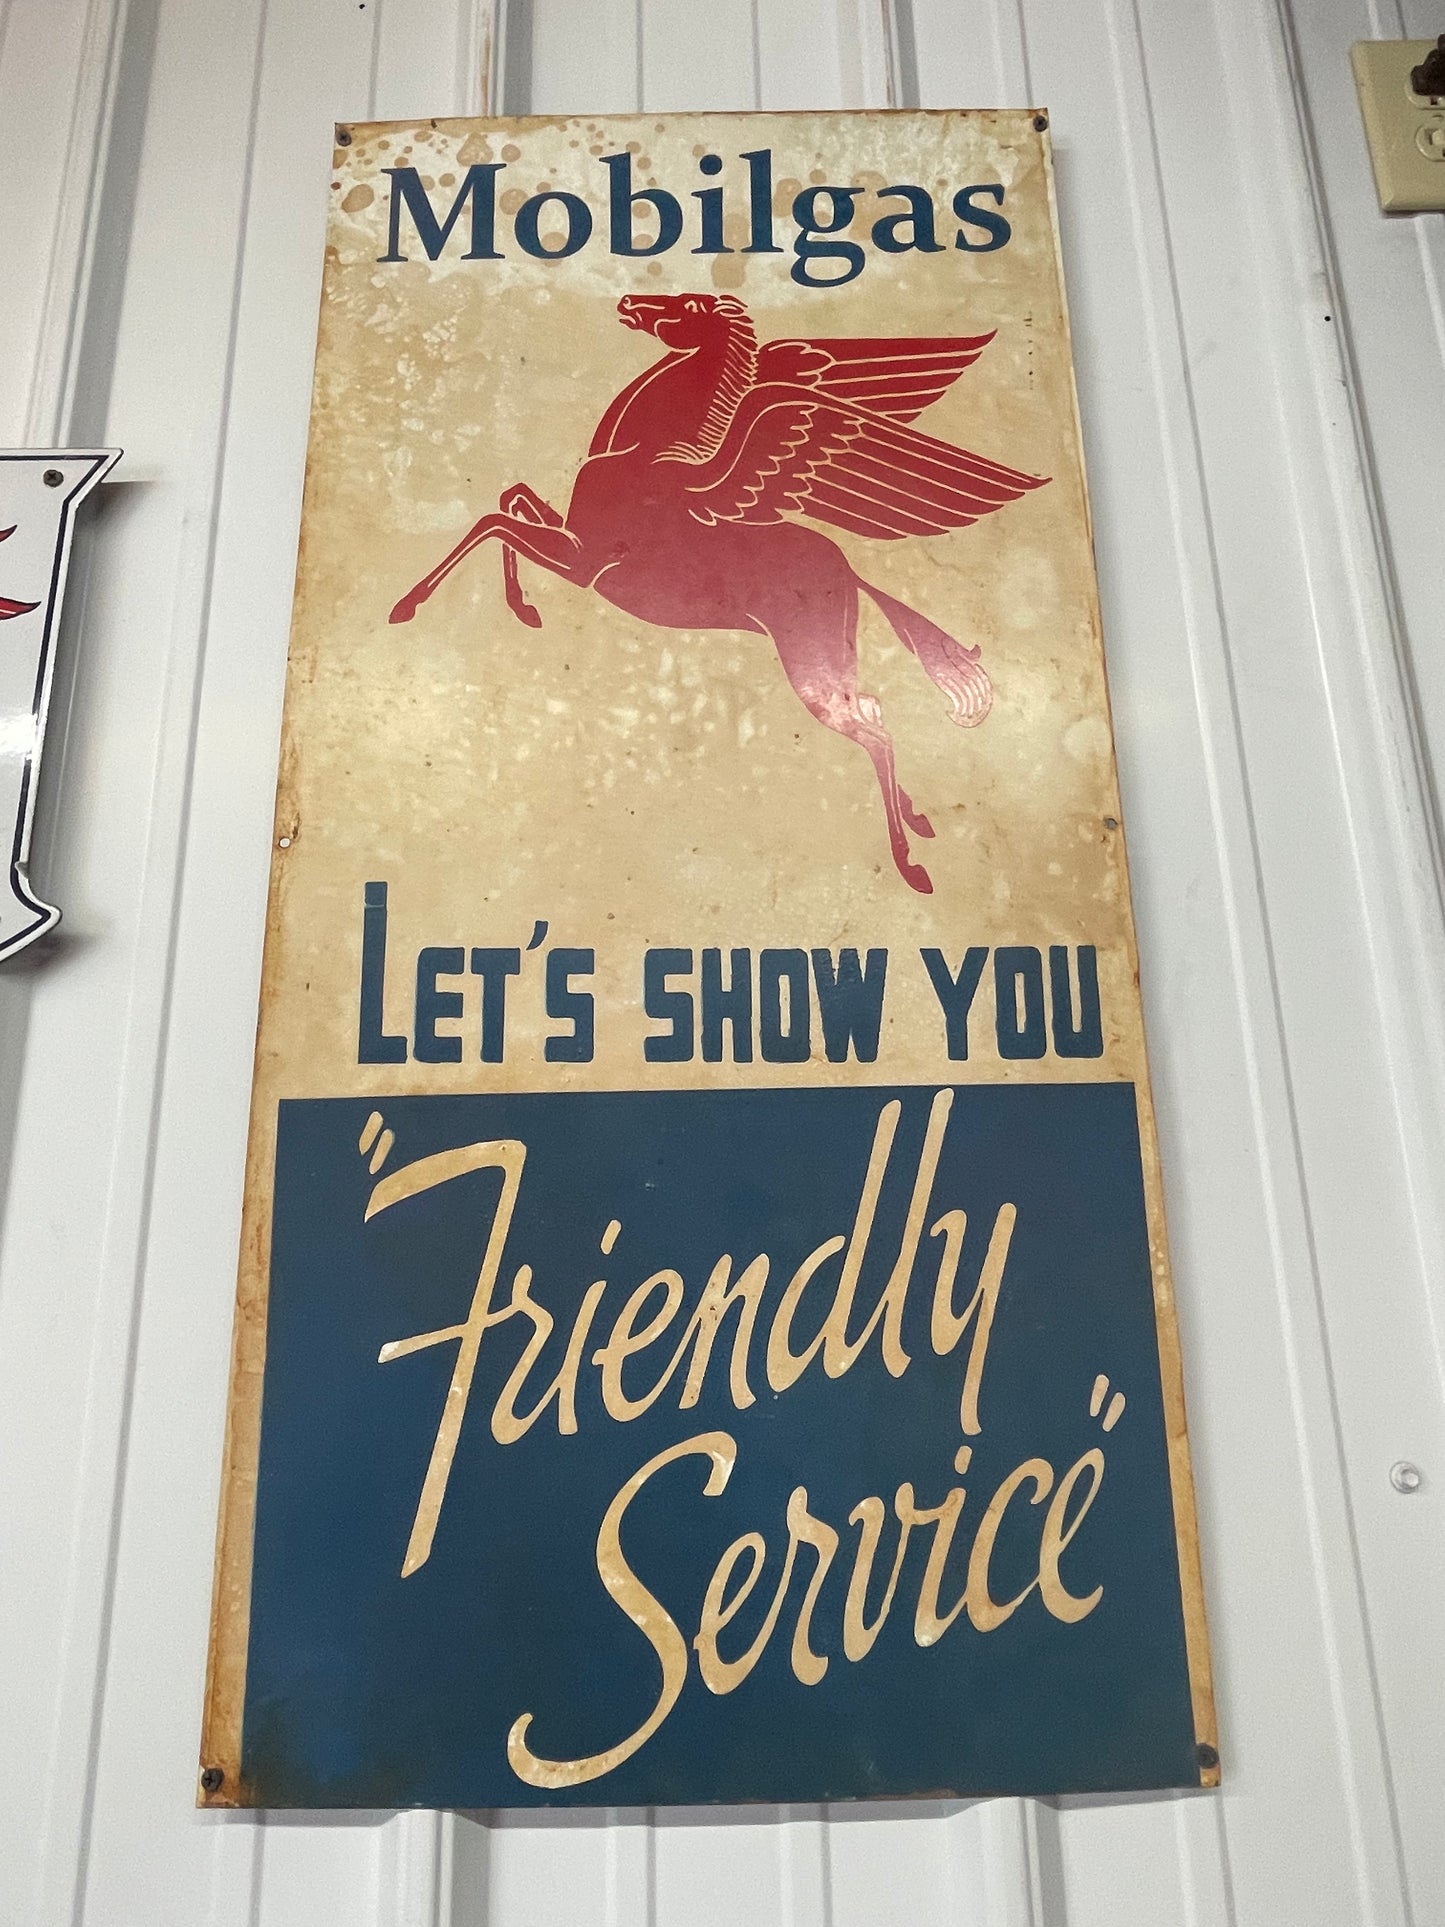 Mobilgas
LET'S SHOW YOU
"Friendly
Service"